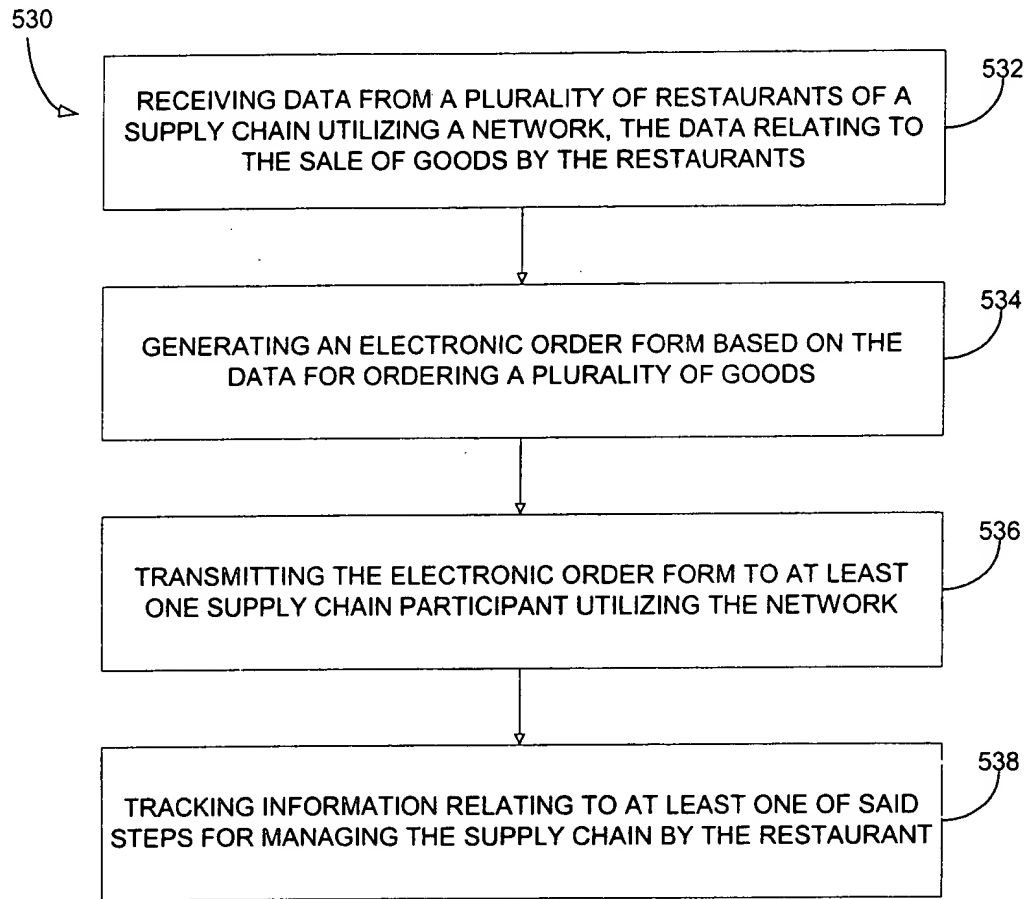 530
532
RECEIVING DATA FROM A PLURALITY OF RESTAURANTS OF A
SUPPLY CHAIN UTILIZING A NETWORK, THE DATA RELATING TO
THE SALE OF GOODS BY THE RESTAURANTS
534
GENERATING AN ELECTRONIC ORDER FORM BASED ON THE
DATA FOR ORDERING A PLURALITY OF GOODS
536
TRANSMITTING THE ELECTRONIC ORDER FORM TO AT LEAST
ONE SUPPLY CHAIN PARTICIPANT UTILIZING THE NETWORK
538
TRACKING INFORMATION RELATING TO AT LEAST ONE OF SAID
STEPS FOR MANAGING THE SUPPLY CHAIN BY THE RESTAURANT